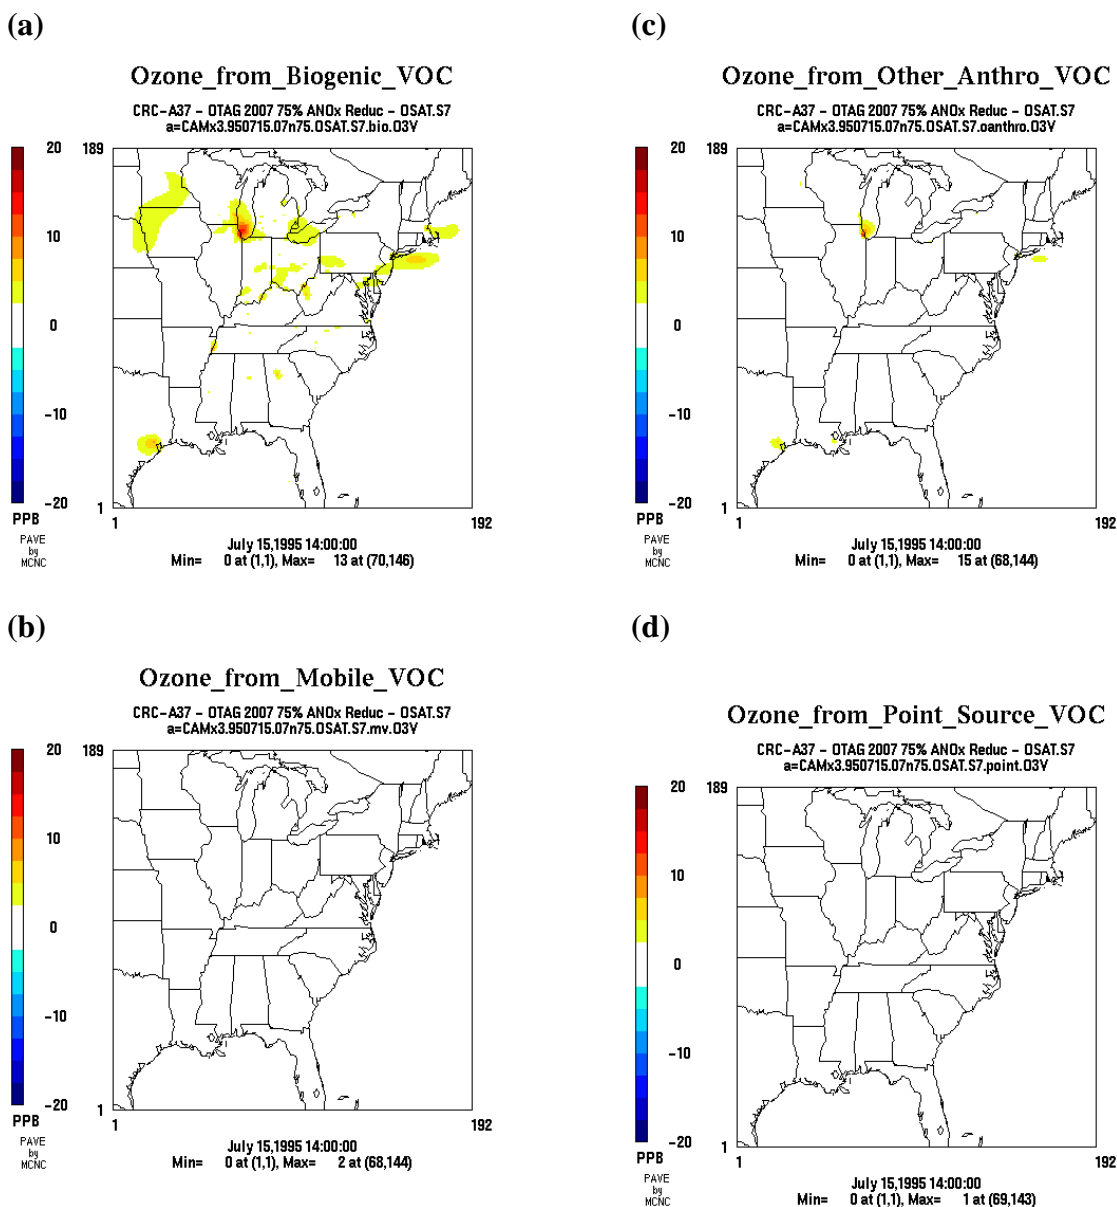 (a)
Ozone_from_Biogenic_VOC
CRC-A37 - OTAG 2007 75% ANOx Reduc - OSAT.S7
a=CAMx3.950715.07n75.OSAT.S7.bio.O3V
20
10
0
-10
-20
PPB
PAVE
by
MCNC
189
1
1
192
July 15,1995 14:00:00
Min= 0 at (1,1), Max= 13 at (70,146)
(c)
Ozone_from_Other_Anthro_VOC
CRC-A37 - OTAG 2007 75% ANOx Reduc - OSAT.S7
a=CAMx3.950715.07n75.OSAT.S7.oanthro.O3V
20
10
0
-10
-20
PPB
PAVE
by
MCNC
189
1
1
192
July 15,1995 14:00:00
Min= 0 at (1,1), Max= 15 at (68,144)
(b)
Ozone_from_Mobile_VOC
CRC-A37 - OTAG 2007 75% ANOx Reduc - OSAT.S7
a=CAMx3.950715.07n75.OSAT.S7.mv.O3V
20
10
0
-10
-20
PPB
PAVE
by
MCNC
189
1
1
192
July 15,1995 14:00:00
Min= 0 at (1,1), Max= 2 at (68,144)
(d)
Ozone_from_Point_Source_VOC
CRC-A37 - OTAG 2007 75% ANOx Reduc - OSAT.S7
a=CAMx3.950715.07n75.OSAT.S7.point.O3V
20
10
0
-10
-20
PPB
PAVE
by
MCNC
189
1
1
192
July 15,1995 14:00:00
Min= 0 at (1,1), Max= 1 at (69,143)